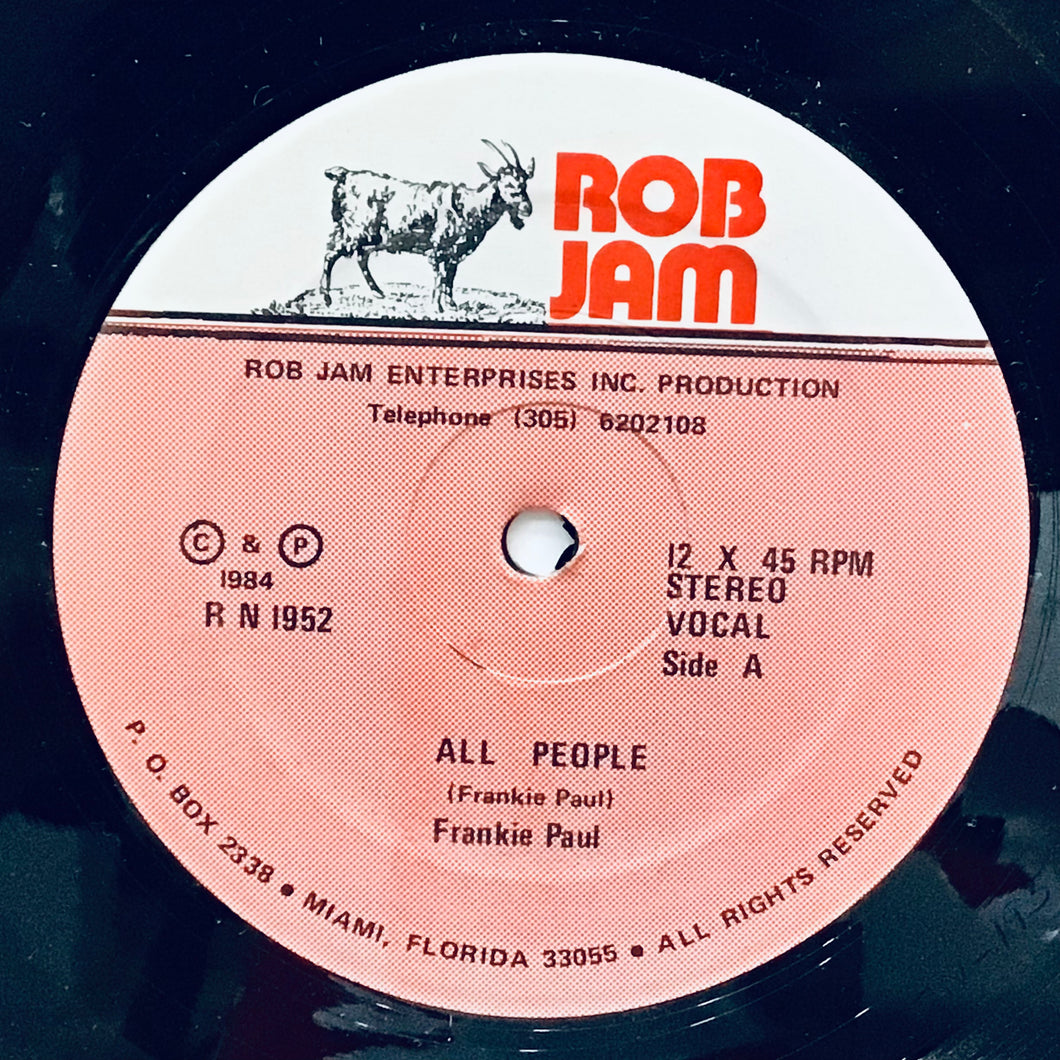 ROB
JAM
ROB JAM ENTERPRISES INC. PRODUCTION
Telephone (305) 6202108
Ⓒ & Ⓟ
1984
R N 1952
12 X 45 RPM
STEREO
VOCAL
Side A
ALL PEOPLE
(Frankie Paul)
Frankie Paul
P. O. BOX 2338 • MIAMI, FLORIDA 33055 • ALL RIGHTS RESERVED